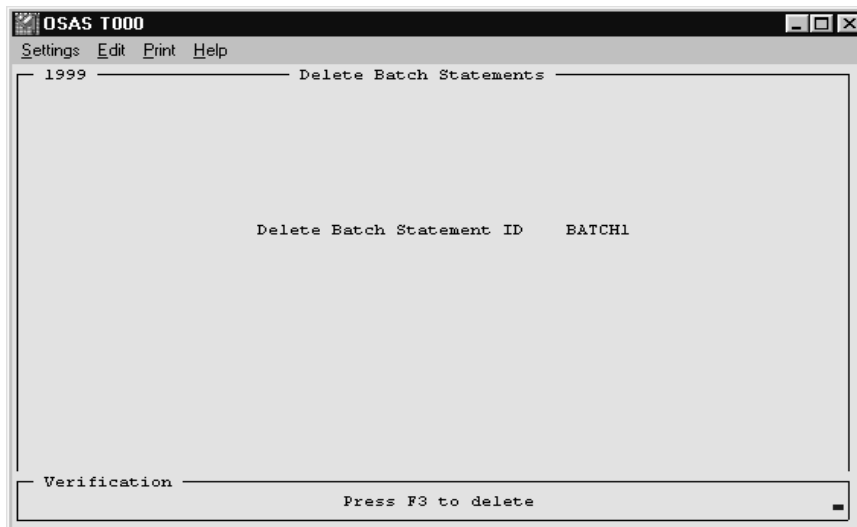 OSAS T000
Settings Edit Print Help
1999 Delete Batch Statements
Delete Batch Statement ID BATCH1
Verification
Press F3 to delete